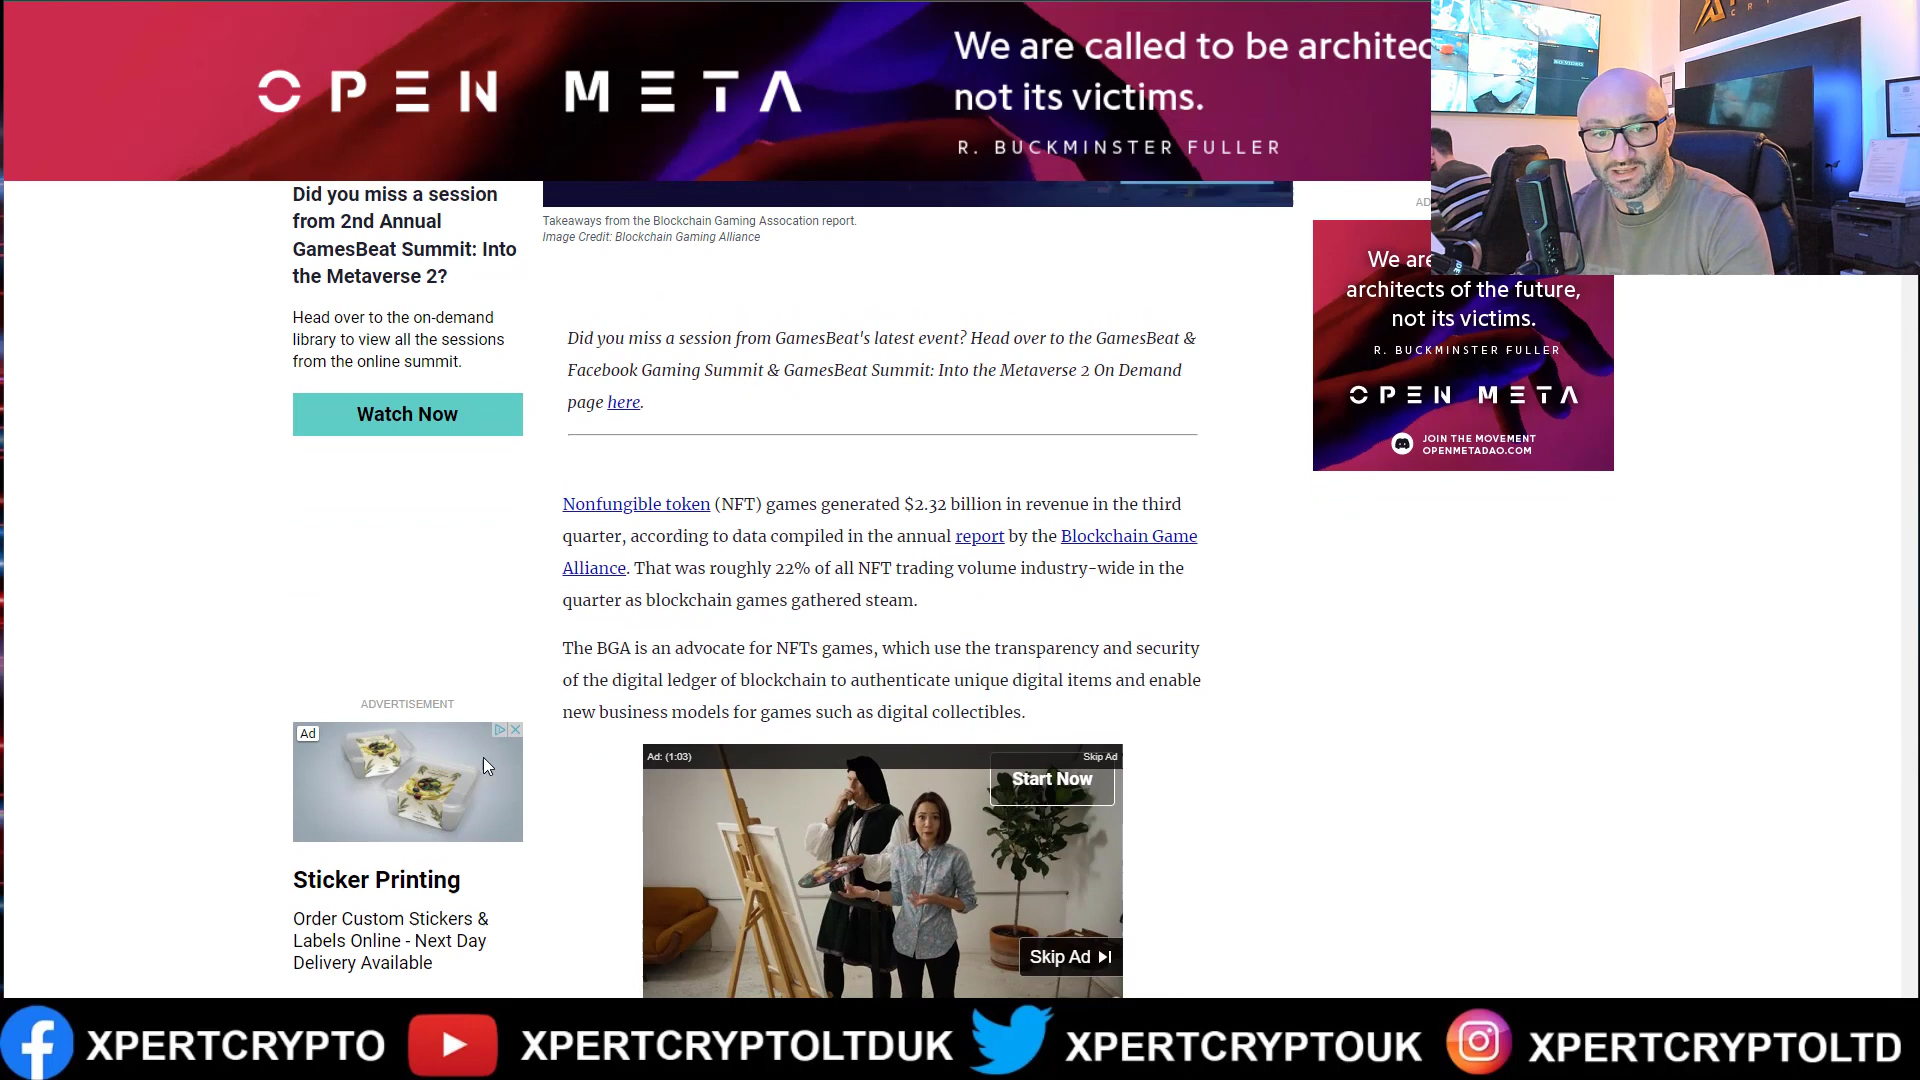 OPEN META
We are called to be architec
not its victims.
R. BUCKMINSTER FULLER
Did you miss a session
from 2nd Annual
GamesBeat Summit: Into
the Metaverse 2?
Head over to the on-demand
library to view all the sessions
from the online summit.
Watch Now
ADVERTISEMENT
Ad
Sticker Printing
Order Custom Stickers &
Labels Online - Next Day
Delivery Available
Takeaways from the Blockchain Gaming Assocation report.
Image Credit: Blockchain Gaming Alliance
Did you miss a session from GamesBeat's latest event? Head over to the GamesBeat &
Facebook Gaming Summit & GamesBeat Summit: Into the Metaverse 2 On Demand
page here.
Nonfungible token (NFT) games generated $2.32 billion in revenue in the third
quarter, according to data compiled in the annual report by the Blockchain Game
Alliance. That was roughly 22% of all NFT trading volume industry-wide in the
quarter as blockchain games gathered steam.
The BGA is an advocate for NFTs games, which use the transparency and security
of the digital ledger of blockchain to authenticate unique digital items and enable
new business models for games such as digital collectibles.
Ad: (1:03)
Skip Ad
Start Now
Skip Ad
AD
We are
architects of the future,
not its victims.
R. BUCKMINSTER FULLER
OPEN META
JOIN THE MOVEMENT
OPENMETADAO.COM
XPERTCRYPTO
XPERTCRYPTOLTDUK
XPERTCRYPTOUK
XPERTCRYPTOLTD